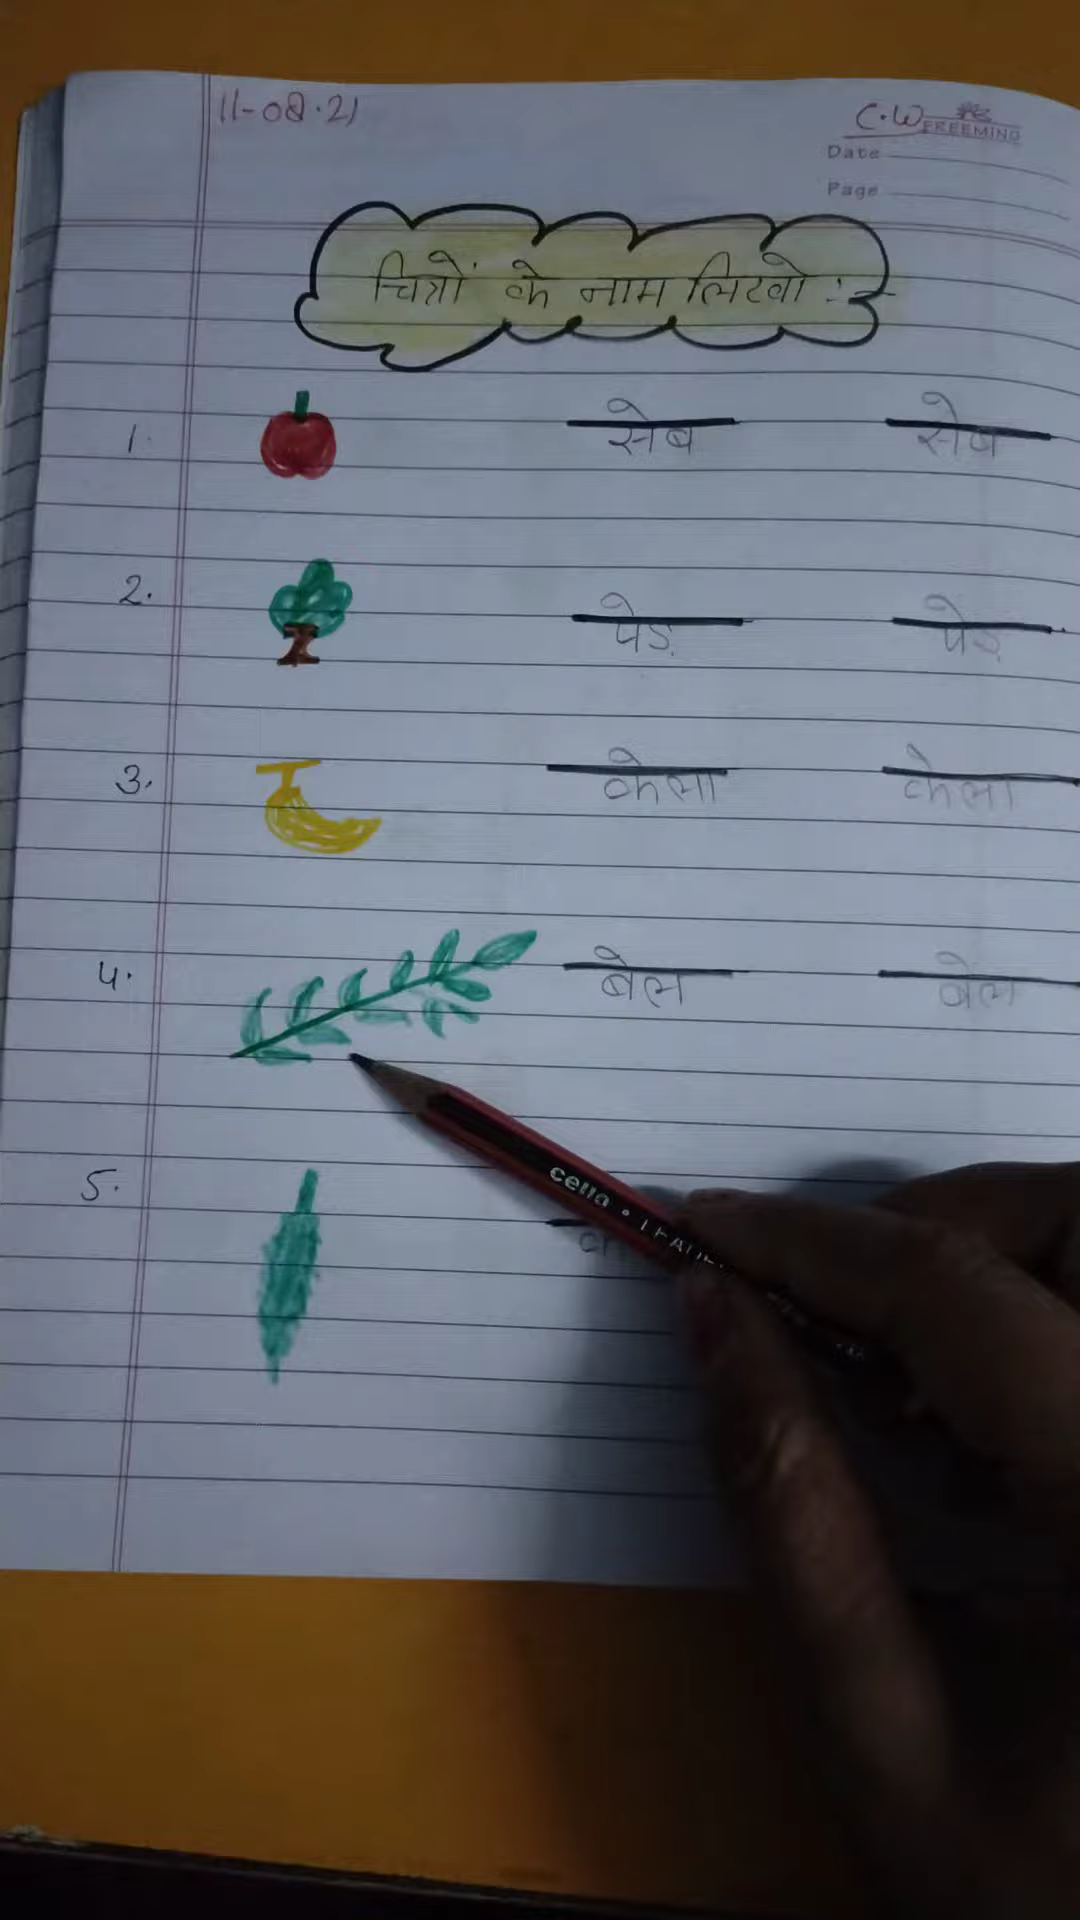 11-08-21
C.W
FREEMIND
Date
Page
चित्रों के नाम लिखो :-
1. सेब सेब
2. पेड़ पेड़
3. केला केला
4. बेल बेल
5.
cello